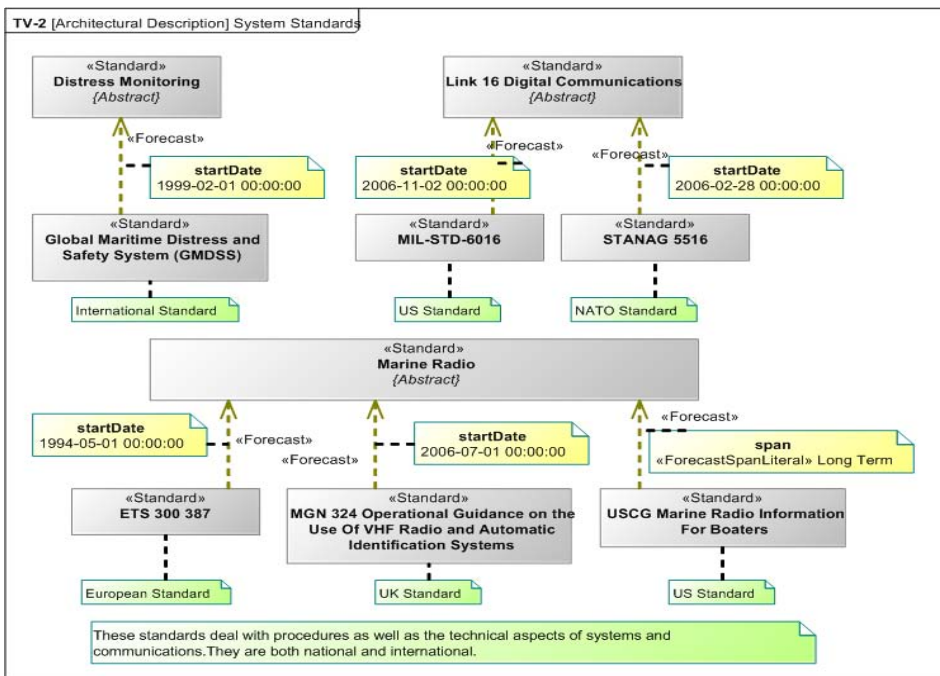 TV-2 [Architectural Description] System Standards
«Standard»
Distress Monitoring
{Abstract}
«Standard»
Link 16 Digital Communications
{Abstract}
«Forecast»
«Forecast»
«Forecast»
startDate
1999-02-01 00:00:00
startDate
2006-11-02 00:00:00
startDate
2006-02-28 00:00:00
«Standard»
Global Maritime Distress and
Safety System (GMDSS)
«Standard»
MIL-STD-6016
«Standard»
STANAG 5516
International Standard
US Standard
NATO Standard
«Standard»
Marine Radio
{Abstract}
startDate
1994-05-01 00:00:00
«Forecast»
startDate
2006-07-01 00:00:00
«Forecast»
«Forecast»
span
«ForecastSpanLiteral» Long Term
«Standard»
ETS 300 387
«Standard»
MGN 324 Operational Guidance on the
Use Of VHF Radio and Automatic
Identification Systems
«Standard»
USCG Marine Radio Information
For Boaters
European Standard
UK Standard
US Standard
These standards deal with procedures as well as the technical aspects of systems and
communications.They are both national and international.